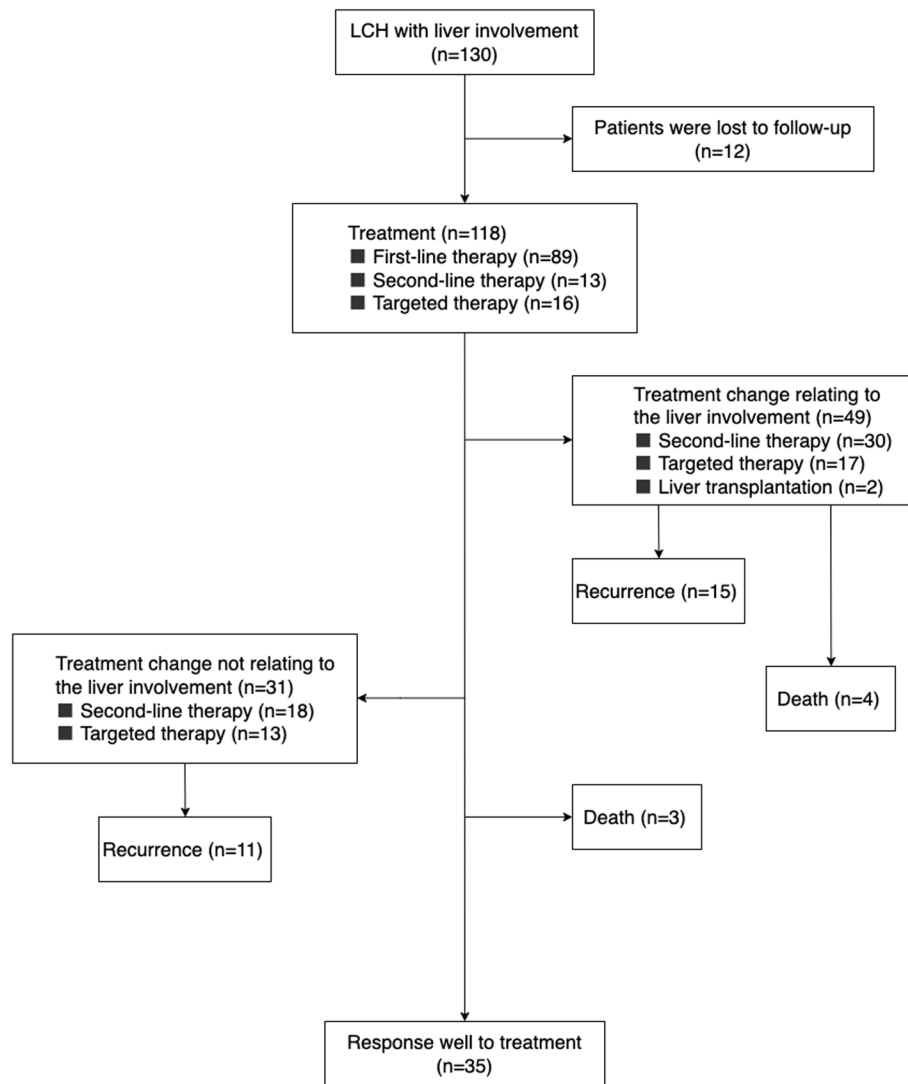 LCH with liver involvement
(n=130)
Patients were lost to follow-up
(n=12)
Treatment (n=118)
■ First-line therapy (n=89)
■ Second-line therapy (n=13)
■ Targeted therapy (n=16)
Treatment change relating to
the liver involvement (n=49)
■ Second-line therapy (n=30)
■ Targeted therapy (n=17)
■ Liver transplantation (n=2)
Recurrence (n=15)
Death (n=4)
Treatment change not relating to
the liver involvement (n=31)
■ Second-line therapy (n=18)
■ Targeted therapy (n=13)
Recurrence (n=11)
Death (n=3)
Response well to treatment
(n=35)